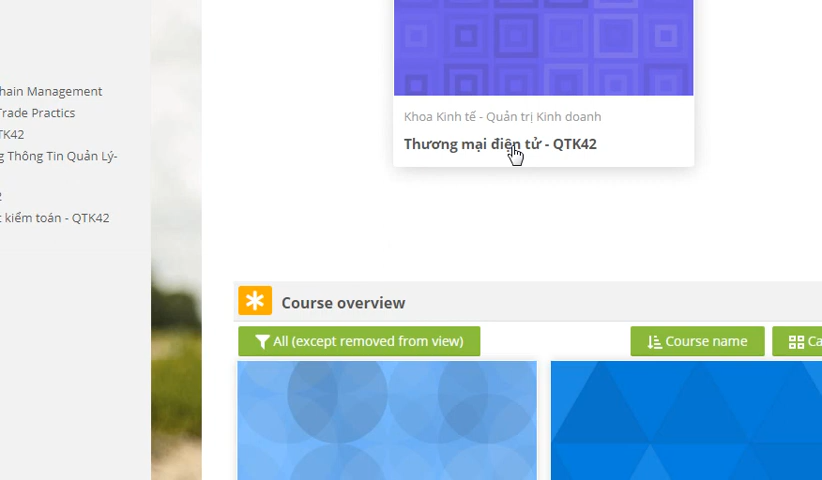 hain Management
Trade Practics
TK42
g Thông Tin Quản Lý-
2
t kiểm toán - QTK42
Khoa Kinh tế - Quản trị Kinh doanh
Thương mại điện tử - QTK42
Course overview
All (except removed from view)
Course name
Ca